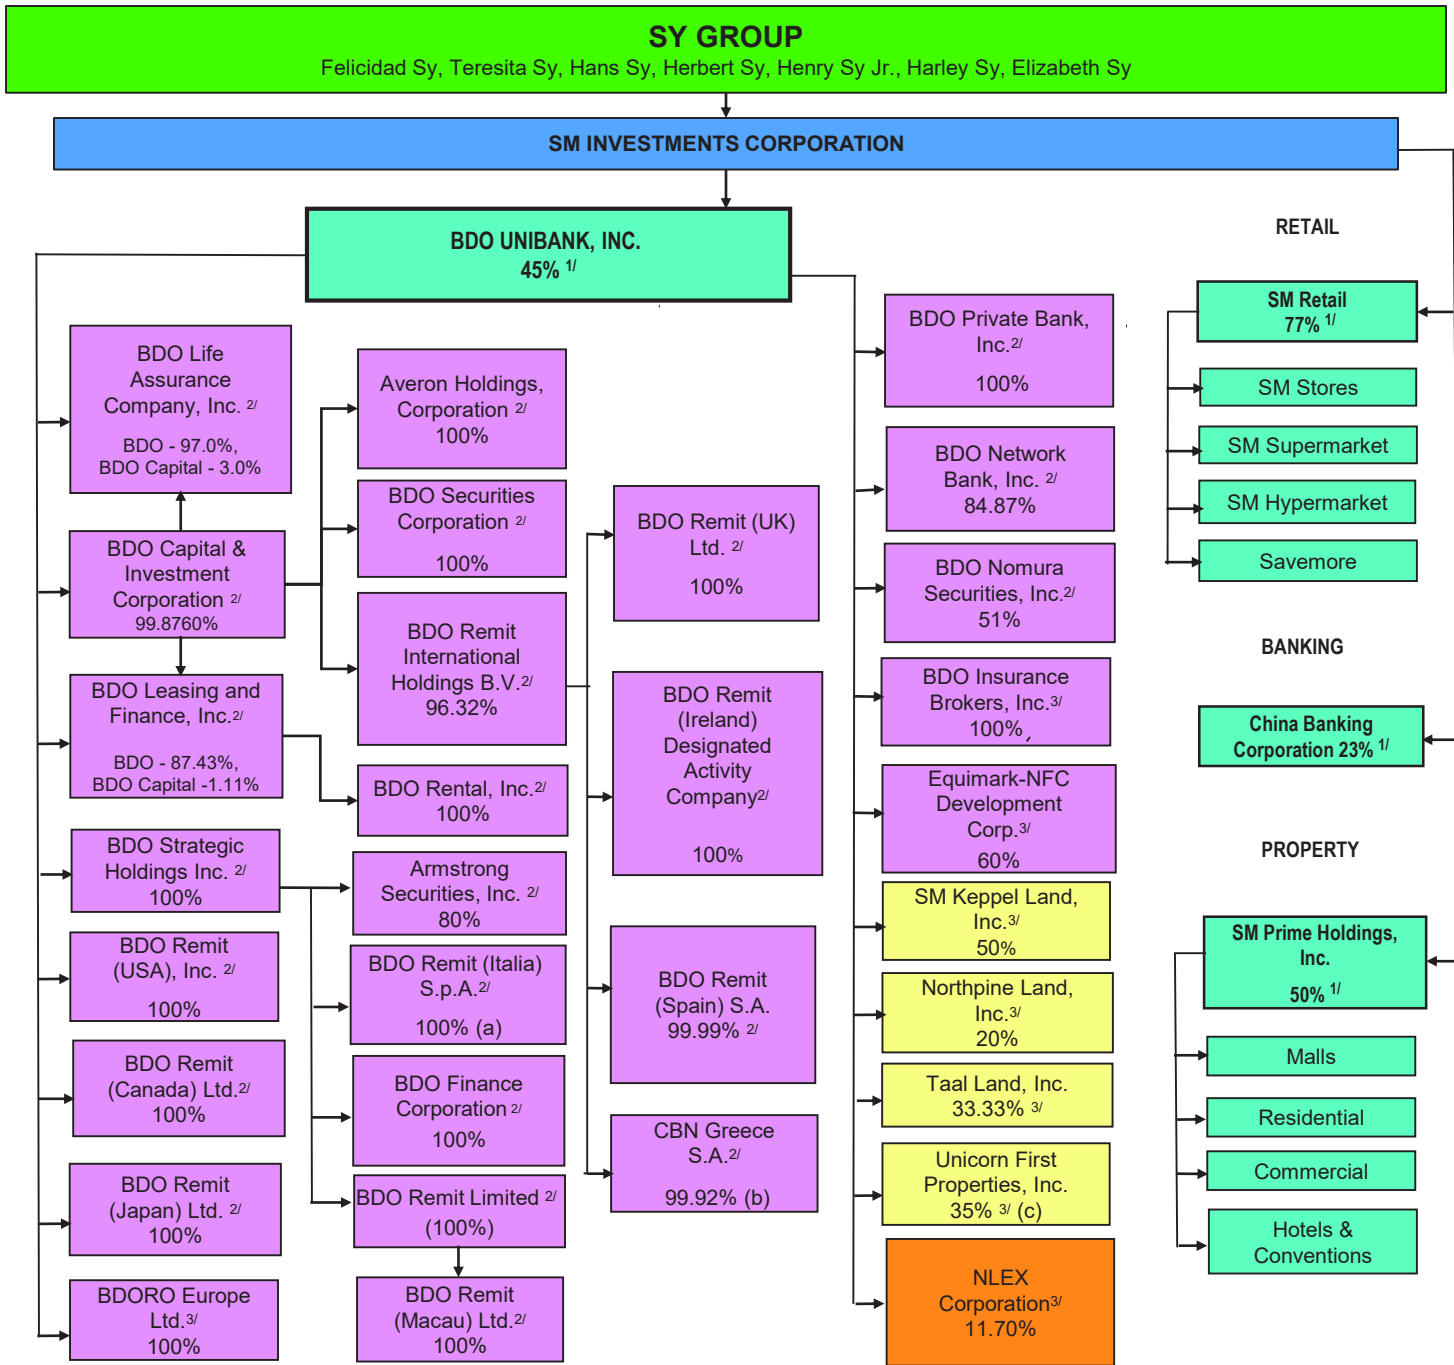 SY GROUP
Felicidad Sy, Teresita Sy, Hans Sy, Herbert Sy, Henry Sy Jr., Harley Sy, Elizabeth Sy
SM INVESTMENTS CORPORATION
BDO UNIBANK, INC.
45% 1/
BDO Life
Assurance
Company, Inc. 2/
BDO - 97.0%,
BDO Capital - 3.0%
BDO Capital &
Investment
Corporation 2/
99.8760%
BDO Leasing and
Finance, Inc.2/
BDO - 87.43%,
BDO Capital -1.11%
BDO Strategic
Holdings Inc. 2/
100%
BDO Remit
(USA), Inc. 2/
100%
BDO Remit
(Canada) Ltd.2/
100%
BDO Remit
(Japan) Ltd. 2/
100%
BDORO Europe
Ltd.3/
100%
Averon Holdings,
Corporation 2/
100%
BDO Securities
Corporation 2/
100%
BDO Remit
International
Holdings B.V.2/
96.32%
BDO Rental, Inc.2/
100%
Armstrong
Securities, Inc. 2/
80%
BDO Remit (Italia)
S.p.A.2/
100% (a)
BDO Finance
Corporation 2/
100%
BDO Remit Limited 2/
(100%)
BDO Remit
(Macau) Ltd.2/
100%
BDO Remit (UK)
Ltd. 2/
100%
BDO Remit
(Ireland)
Designated
Activity
Company2/
100%
BDO Remit
(Spain) S.A.
99.99% 2/
CBN Greece
S.A.2/
99.92% (b)
BDO Private Bank,
Inc.2/
100%
BDO Network
Bank, Inc. 2/
84.87%
BDO Nomura
Securities, Inc.2/
51%
BDO Insurance
Brokers, Inc.3/
100%
Equimark-NFC
Development
Corp.3/
60%
SM Keppel Land,
Inc.3/
50%
Northpine Land,
Inc.3/
20%
Taal Land, Inc.
33.33% 3/
Unicorn First
Properties, Inc.
35% 3/ (c)
NLEX
Corporation3/
11.70%
RETAIL
SM Retail
77% 1/
SM Stores
SM Supermarket
SM Hypermarket
Savemore
BANKING
China Banking
Corporation 23% 1/
PROPERTY
SM Prime Holdings,
Inc.
50% 1/
Malls
Residential
Commercial
Hotels &
Conventions